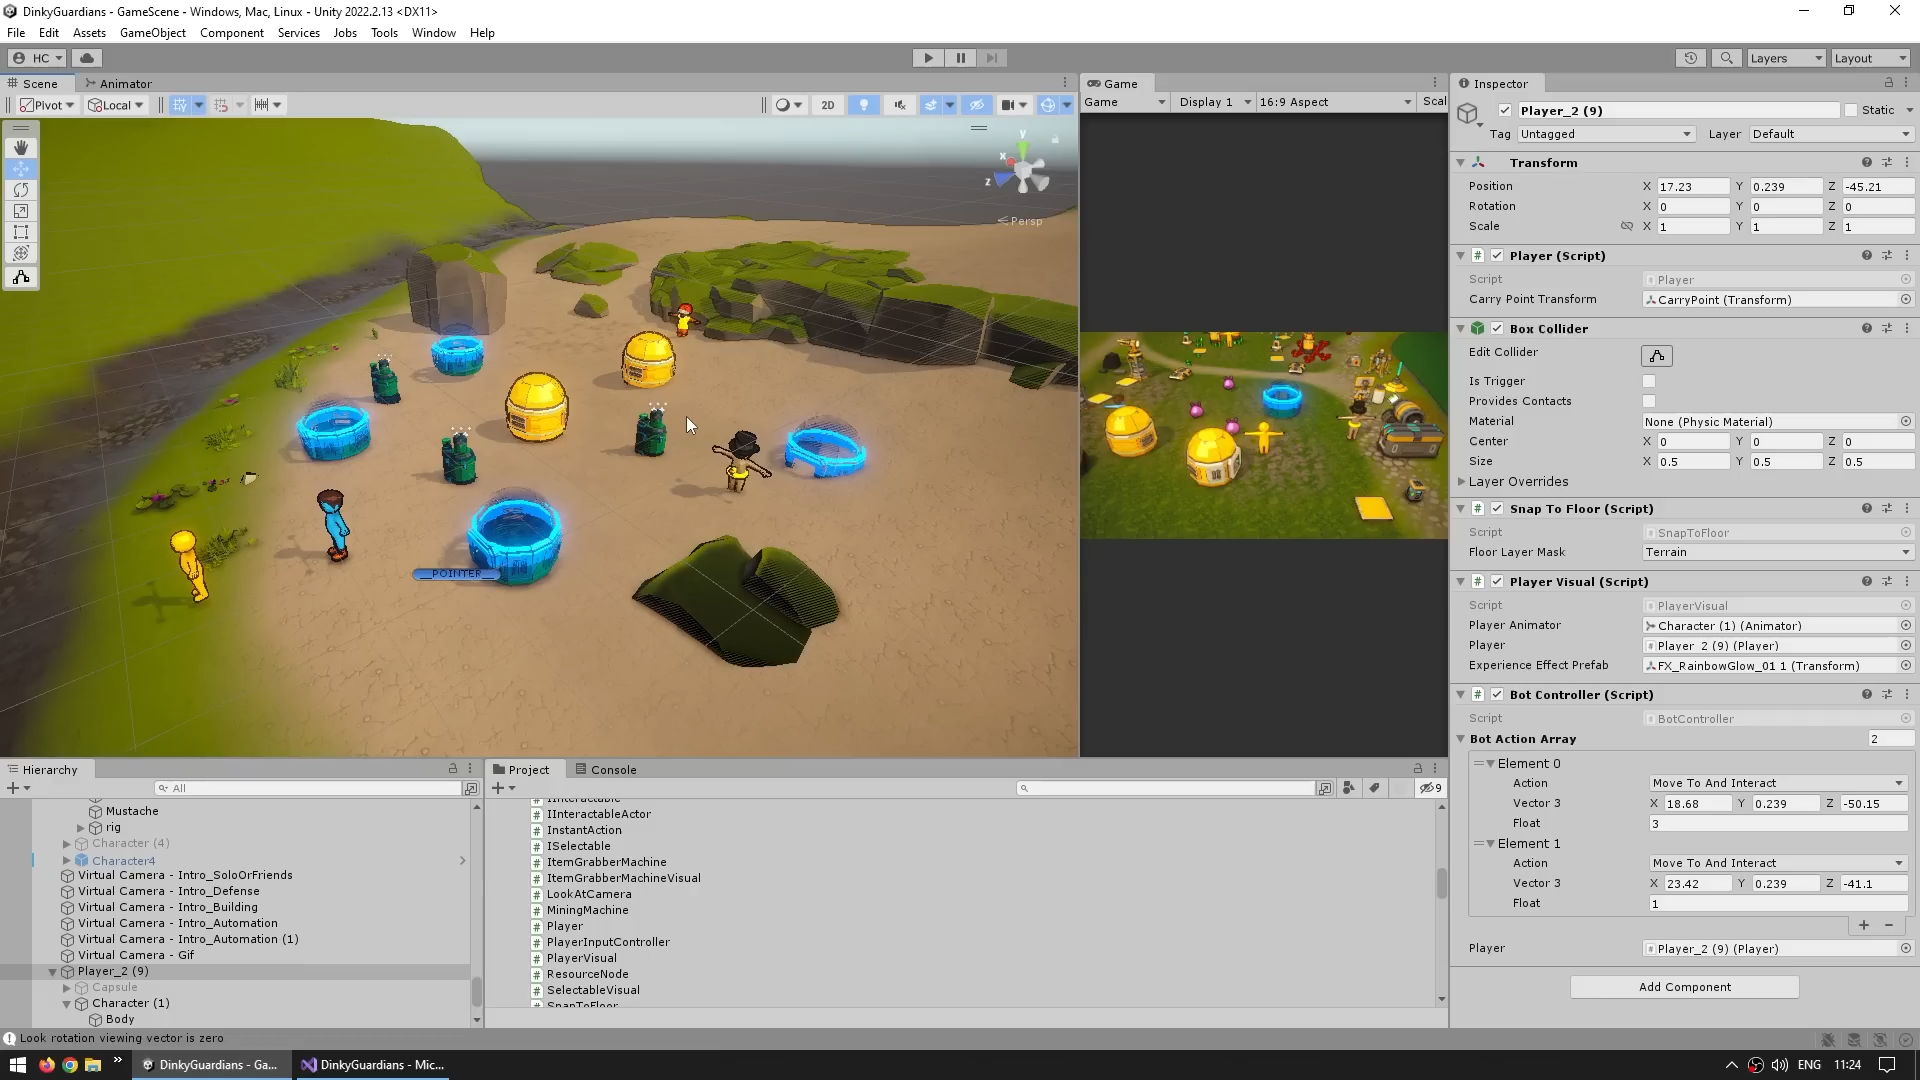 DinkyGuardians - GameScene - Windows, Mac, Linux - Unity 2022.2.13 <DX11>
File Edit Assets GameObject Component Services Jobs Tools Window Help
HC
Layers
Layout
Scene
Animator
Pivot
Local
2D
y
x
z
Persp
__POINTER__
Game
Game
Display 1
16:9 Aspect
Scal
Inspector
Player_2 (9)
Static
Tag Untagged
Layer Default
Transform
Position X 17.23 Y 0.239 Z -45.21
Rotation X 0 Y 0 Z 0
Scale X 1 Y 1 Z 1
Player (Script)
Script Player
Carry Point Transform CarryPoint (Transform)
Box Collider
Edit Collider
Is Trigger
Provides Contacts
Material None (Physic Material)
Center X 0 Y 0 Z 0
Size X 0.5 Y 0.5 Z 0.5
Layer Overrides
Snap To Floor (Script)
Script SnapToFloor
Floor Layer Mask Terrain
Player Visual (Script)
Script PlayerVisual
Player Animator Character (1) (Animator)
Player Player_2 (9) (Player)
Experience Effect Prefab FX_RainbowGlow_01 1 (Transform)
Bot Controller (Script)
Script BotController
Bot Action Array 2
Element 0
Action Move To And Interact
Vector 3 X 18.68 Y 0.239 Z -50.15
Float 3
Element 1
Action Move To And Interact
Vector 3 X 23.42 Y 0.239 Z -41.1
Float 1
Player Player_2 (9) (Player)
Add Component
Hierarchy
All
Mustache
rig
Character (4)
Character4
Virtual Camera - Intro_SoloOrFriends
Virtual Camera - Intro_Defense
Virtual Camera - Intro_Building
Virtual Camera - Intro_Automation
Virtual Camera - Intro_Automation (1)
Virtual Camera - Gif
Player_2 (9)
Capsule
Character (1)
Body
Project
Console
9
IInteractable
IInteractableActor
InstantAction
ISelectable
ItemGrabberMachine
ItemGrabberMachineVisual
LookAtCamera
MiningMachine
Player
PlayerInputController
PlayerVisual
ResourceNode
SelectableVisual
SnapToFloor
Look rotation viewing vector is zero
DinkyGuardians - Ga...
DinkyGuardians - Mic...
ENG
11:24